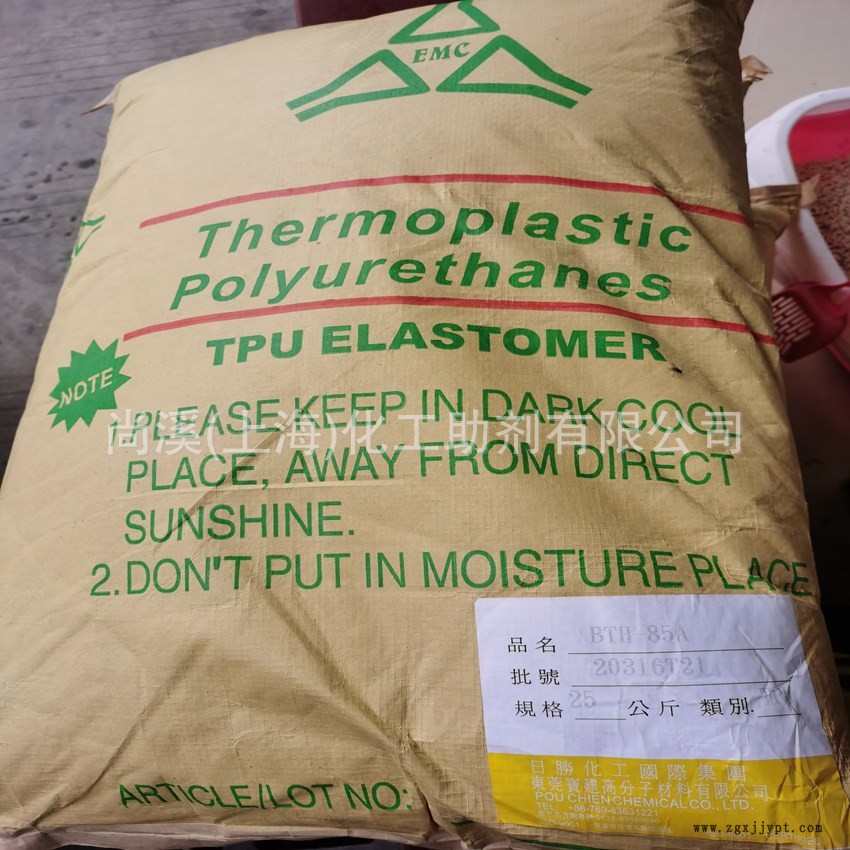 EMC
Thermoplastic
Polyurethanes
TPU ELASTOMER
NOTE
尚溪(上海)化工助剂有限公司
1.PLEASE KEEP IN DARK COOL
PLACE, AWAY FROM DIRECT
SUNSHINE.
2.DON'T PUT IN MOISTURE PLACE
品名 BTH-85A
批號 20316T21
規格 25 公斤 類別.
日勝化工國際集團
東莞寶建高分子材料有限公司
POU CHIEN CHEMICAL CO., LTD.
TEL: +86-769-63631221
ARTICLE/LOT NO:
www.zgxjjypt.com